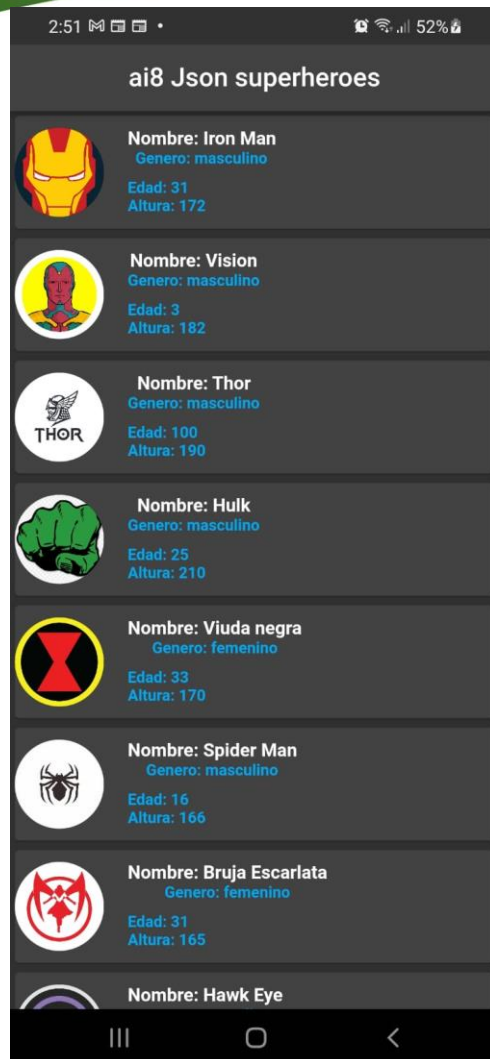 2:51
52%
ai8 Json superheroes
Nombre: Iron Man
Genero: masculino
Edad: 31
Altura: 172
Nombre: Vision
Genero: masculino
Edad: 3
Altura: 182
THOR
Nombre: Thor
Genero: masculino
Edad: 100
Altura: 190
Nombre: Hulk
Genero: masculino
Edad: 25
Altura: 210
Nombre: Viuda negra
Genero: femenino
Edad: 33
Altura: 170
Nombre: Spider Man
Genero: masculino
Edad: 16
Altura: 166
Nombre: Bruja Escarlata
Genero: femenino
Edad: 31
Altura: 165
Nombre: Hawk Eye